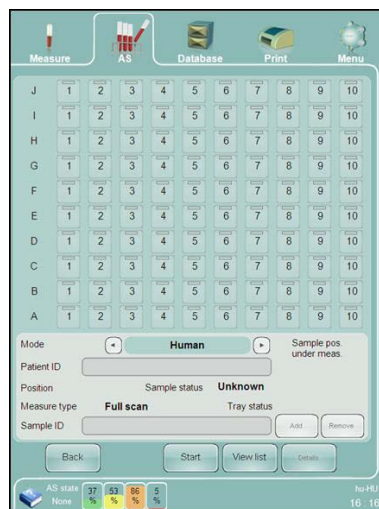 Measure AS Database Print Menu
J 1 2 3 4 5 6 7 8 9 10
I 1 2 3 4 5 6 7 8 9 10
H 1 2 3 4 5 6 7 8 9 10
G 1 2 3 4 5 6 7 8 9 10
F 1 2 3 4 5 6 7 8 9 10
E 1 2 3 4 5 6 7 8 9 10
D 1 2 3 4 5 6 7 8 9 10
C 1 2 3 4 5 6 7 8 9 10
B 1 2 3 4 5 6 7 8 9 10
A 1 2 3 4 5 6 7 8 9 10
Mode Human Sample pos.
under meas.
Patient ID
Position Sample status Unknown
Measure type Full scan Tray status
Sample ID Add Remove
Back Start View list Details
AS state 37 53 86 5 hu-HU
None % % % % 16 : 16